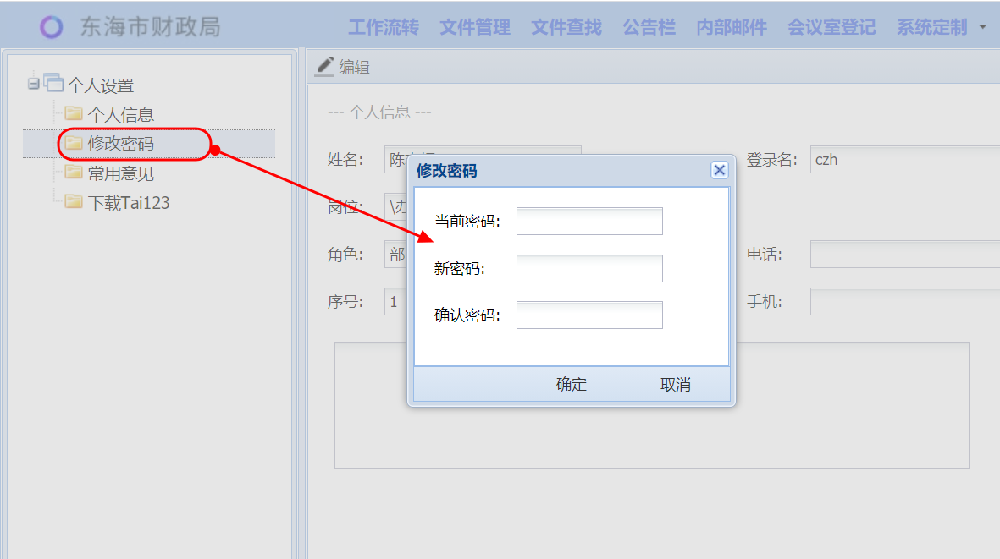 东海市财政局 工作流转 文件管理 文件查找 公告栏 内部邮件 会议室登记 系统定制
个人设置
个人信息
修改密码
常用意见
下载Tai123
编辑
--- 个人信息 ---
姓名: 陈
登录名: czh
岗位: \办
角色: 部
电话:
序号: 1
手机:
修改密码
当前密码:
新密码:
确认密码:
确定 取消